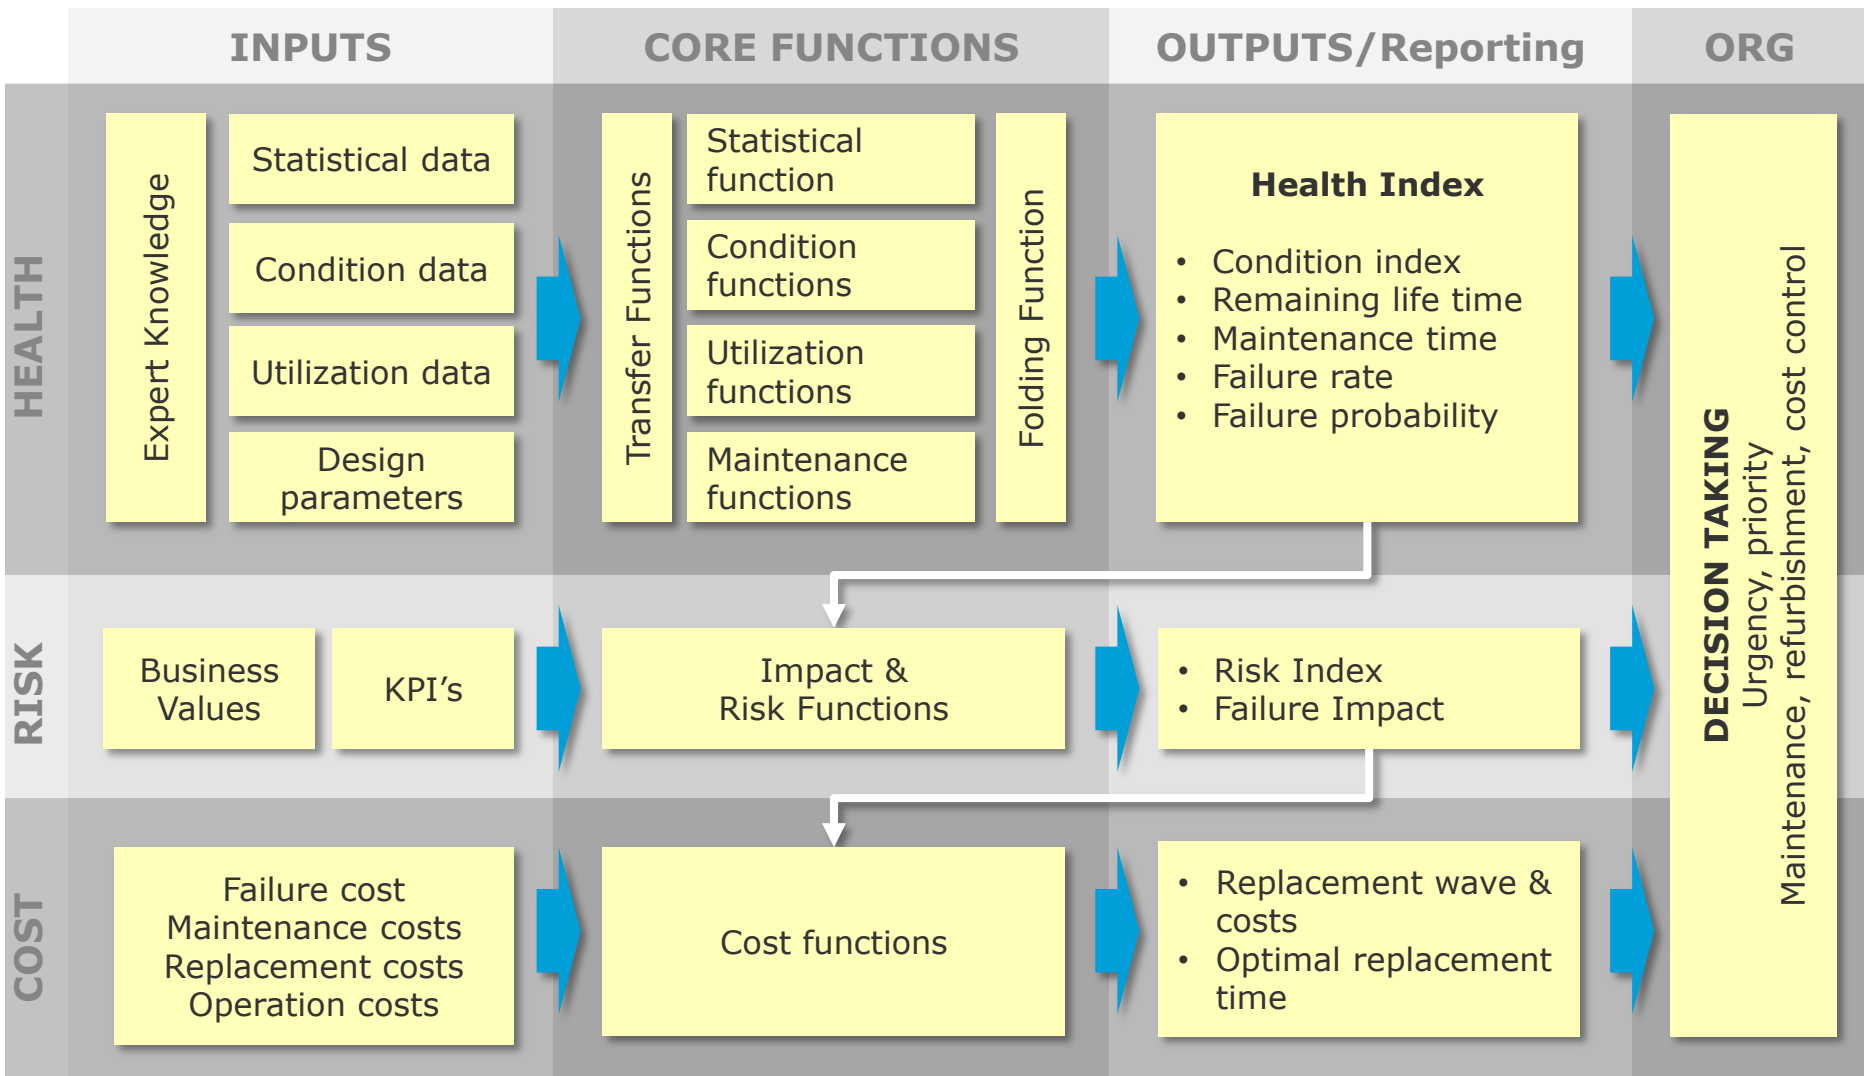 INPUTS
CORE FUNCTIONS
OUTPUTS/Reporting
ORG
HEALTH
Expert Knowledge
Statistical data
Condition data
Utilization data
Design
parameters
Transfer Functions
Statistical
function
Condition
functions
Utilization
functions
Maintenance
functions
Folding Function
Health Index
• Condition index
• Remaining life time
• Maintenance time
• Failure rate
• Failure probability
DECISION TAKING
Urgency, priority
Maintenance, refurbishment, cost control
RISK
Business
Values
KPI’s
Impact &
Risk Functions
• Risk Index
• Failure Impact
COST
Failure cost
Maintenance costs
Replacement costs
Operation costs
Cost functions
• Replacement wave &
costs
• Optimal replacement
time